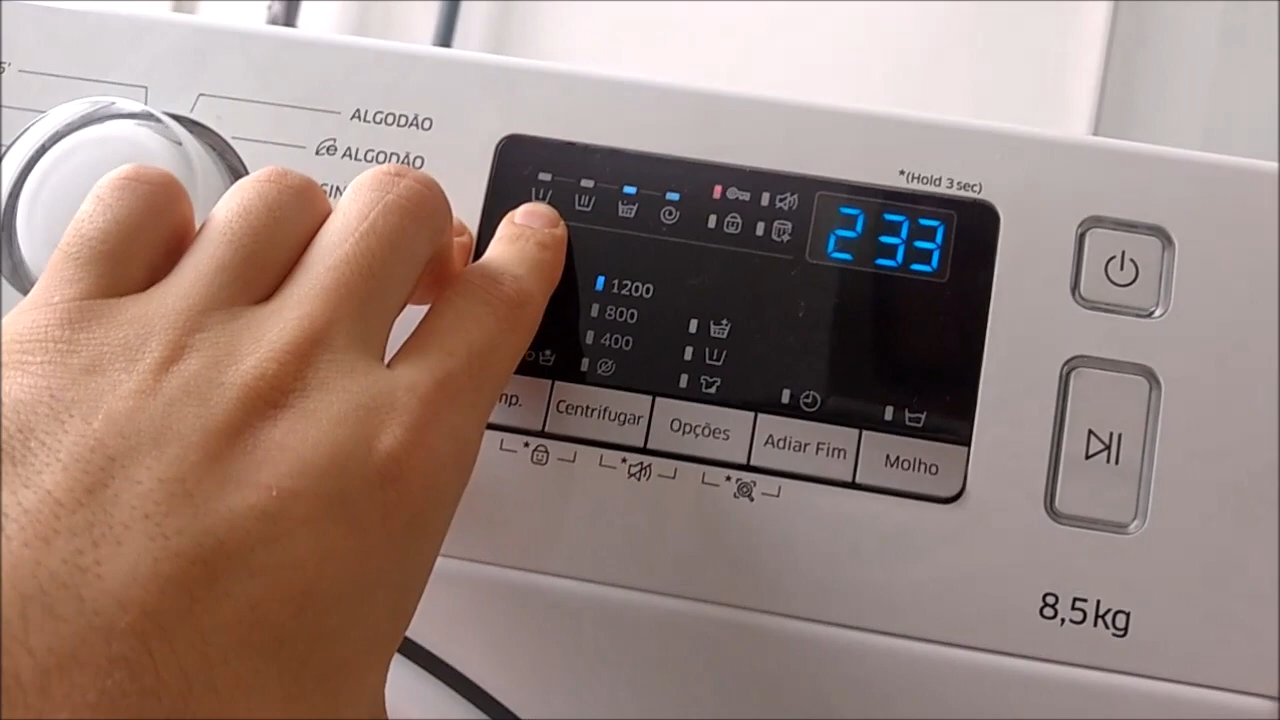 ALGODÃO
ALGODÃO
*(Hold 3 sec)
233
1200
800
400
Centrifugar
Opções
Adiar Fim
Molho
8,5kg